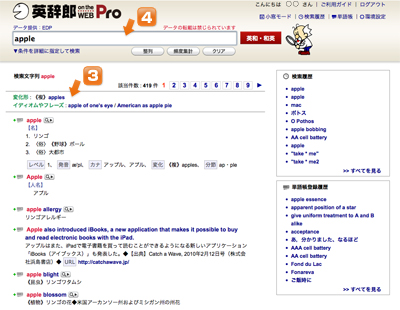 英辞郎 on the WEB Pro
こんにちは さん ご利用ガイド ログアウト
データ提供：EDP
データの転載は禁じられています
小窓モード 検索履歴 単語帳 環境設定
4
apple
英和・和英
▼条件を詳細に指定して検索
整列 頻度集計 クリア
検索文字列 apple
該当件数：419 件 1 2 3 4 5 6 7 8 9
3
変化形：《複》apples
イディオムやフレーズ：apple of one's eye / American as apple pie
apple
【名】
1. リンゴ
2. 〈俗〉《野球》ボール
3. 〈俗〉大都市
レベル 1、発音 æ'pl、カナ アップル、アプル、変化 《複》apples、分節 ap・ple
Apple
【人名】
アプル
apple allergy
リンゴアレルギー
Apple also introduced iBooks, a new application that makes it possible to buy
and read electronic books with the iPad.
アップルはまた、iPadで電子書籍を買って読むことができるようになる新しいアプリケーション
「iBooks（アイブックス）」も発表した。◆【出典】Catch a Wave, 2010年2月12日号（株式会
社浜島書店）◆ URL http://catchawave.jp/
apple blight
《昆虫》リンゴワタムシ
apple blossom
《植物》リンゴの花◆米国アーカンソー州およびミシガン州の州花
検索履歴
apple
apple
mac
ポトス
O Pothos
apple bobbing
AA cell battery
apple
"take * me"
"take * me2
>> すべてを見る
単語帳登録履歴
apple essence
apparent position of a star
give uniform treatment to A and B
alike
acceptance
あ、分かりました、なるほど
AAA cell battery
AA cell battery
Fond du Lac
Fonareva
ご飯時に
>> すべてを見る